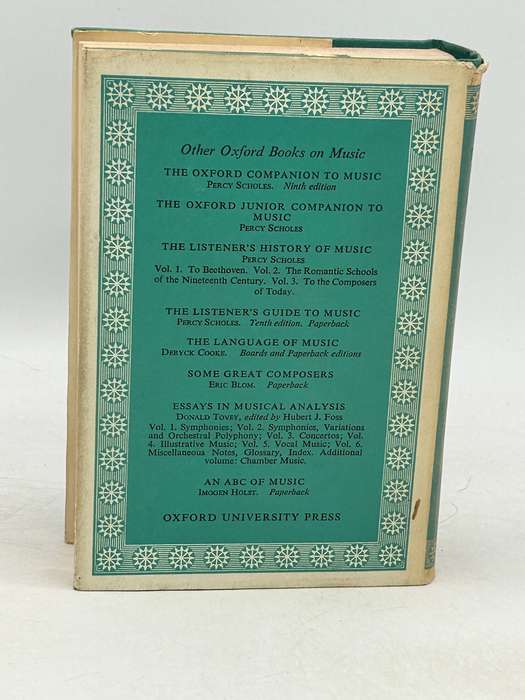 Other Oxford Books on Music
THE OXFORD COMPANION TO MUSIC
PERCY SCHOLES. Ninth edition
THE OXFORD JUNIOR COMPANION TO
MUSIC
PERCY SCHOLES
THE LISTENER'S HISTORY OF MUSIC
PERCY SCHOLES
Vol. 1. To Beethoven. Vol. 2. The Romantic Schools
of the Nineteenth Century. Vol. 3. To the Composers
of Today.
THE LISTENER'S GUIDE TO MUSIC
PERCY SCHOLES. Tenth edition. Paperback
THE LANGUAGE OF MUSIC
DERYCK COOKE. Boards and Paperback editions
SOME GREAT COMPOSERS
ERIC BLOM. Paperback
ESSAYS IN MUSICAL ANALYSIS
DONALD TOVEY, edited by Hubert J. Foss
Vol. 1. Symphonies; Vol. 2. Symphonies, Variations
and Orchestral Polyphony; Vol. 3. Concertos; Vol.
4. Illustrative Music; Vol. 5. Vocal Music; Vol. 6.
Miscellaneous Notes, Glossary, Index. Additional
volume: Chamber Music.
AN ABC OF MUSIC
IMOGEN HOLST. Paperback
OXFORD UNIVERSITY PRESS